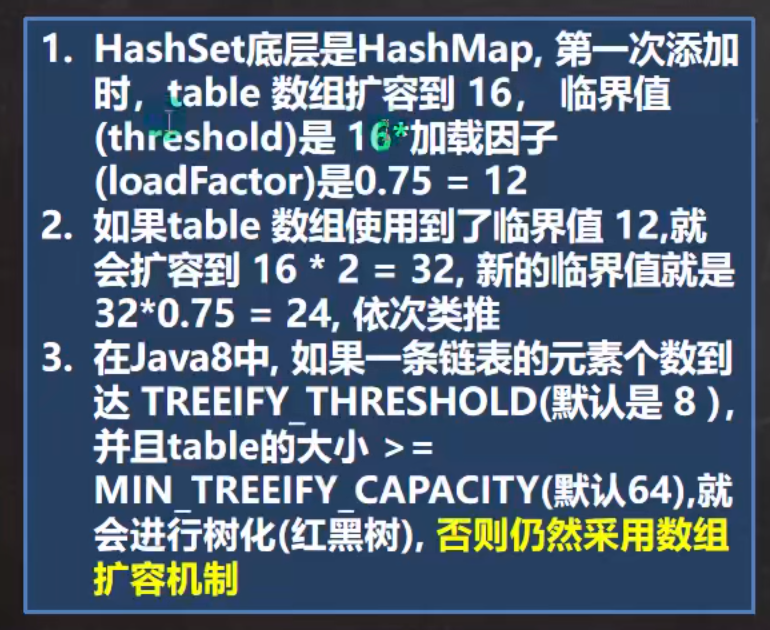 1. HashSet底层是HashMap, 第一次添加
时，table 数组扩容到 16， 临界值
(threshold)是 16*加载因子
(loadFactor)是0.75 = 12
2. 如果table 数组使用到了临界值 12,就
会扩容到 16 * 2 = 32, 新的临界值就是
32*0.75 = 24, 依次类推
3. 在Java8中, 如果一条链表的元素个数到
达 TREEIFY_THRESHOLD(默认是 8 ),
并且table的大小 >=
MIN_TREEIFY_CAPACITY(默认64),就
会进行树化(红黑树), 否则仍然采用数组
扩容机制